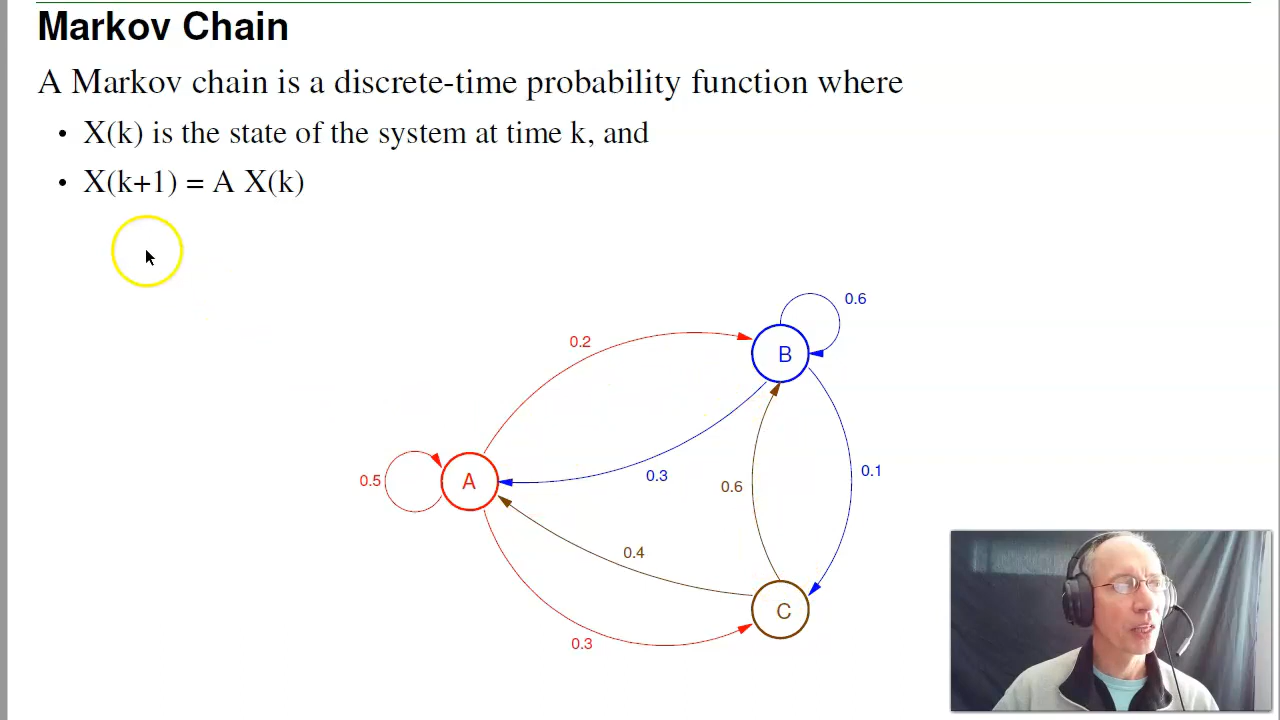 Markov Chain
A Markov chain is a discrete-time probability function where
• X(k) is the state of the system at time k, and
• X(k+1) = A X(k)
0.6
0.2
B
0.3
0.1
0.5
A
0.6
0.4
C
0.3